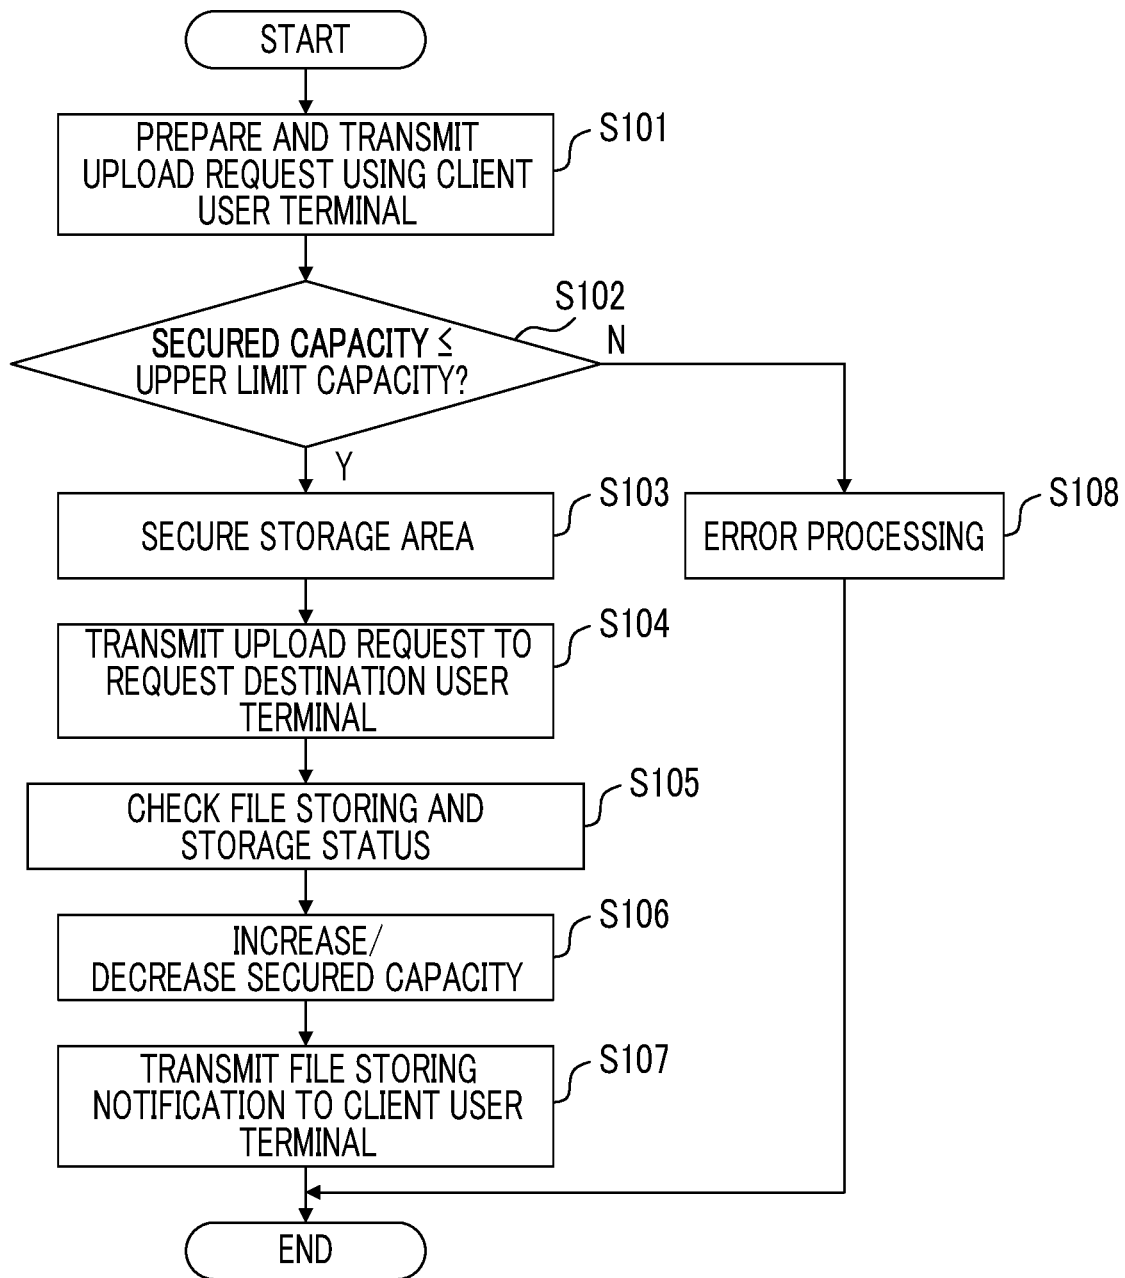 START
PREPARE AND TRANSMIT
UPLOAD REQUEST USING CLIENT
USER TERMINAL
S101
S102
SECURED CAPACITY ≦
UPPER LIMIT CAPACITY?
N
Y
SECURE STORAGE AREA
S103
ERROR PROCESSING
S108
TRANSMIT UPLOAD REQUEST TO
REQUEST DESTINATION USER
TERMINAL
S104
CHECK FILE STORING AND
STORAGE STATUS
S105
INCREASE/
DECREASE SECURED CAPACITY
S106
TRANSMIT FILE STORING
NOTIFICATION TO CLIENT USER
TERMINAL
S107
END